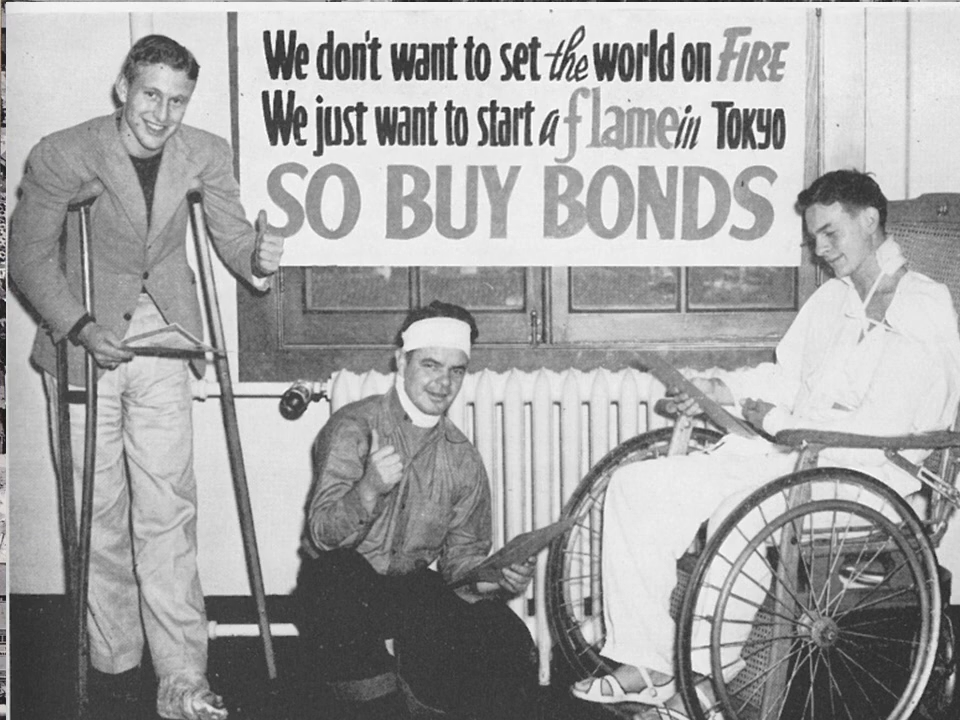 We don't want to set the world on FIRE
We just want to start a flame in TOKYO
SO BUY BONDS